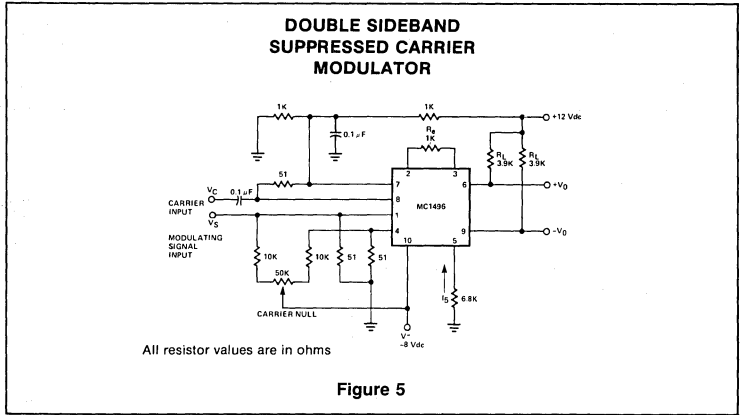 DOUBLE SIDEBAND
SUPPRESSED CARRIER
MODULATOR
1K
1K
+12 Vdc
0.1 µF
Re
1K
RL
3.9K
RL
3.9K
2
3
51
VC
0.1 µF
7
6
+VO
CARRIER
INPUT
8
MC1496
VS
1
MODULATING
SIGNAL
INPUT
4
9
-VO
10
5
10K
10K
51
51
50K
I5
6.8K
CARRIER NULL
V-
-8 Vdc
All resistor values are in ohms
Figure 5